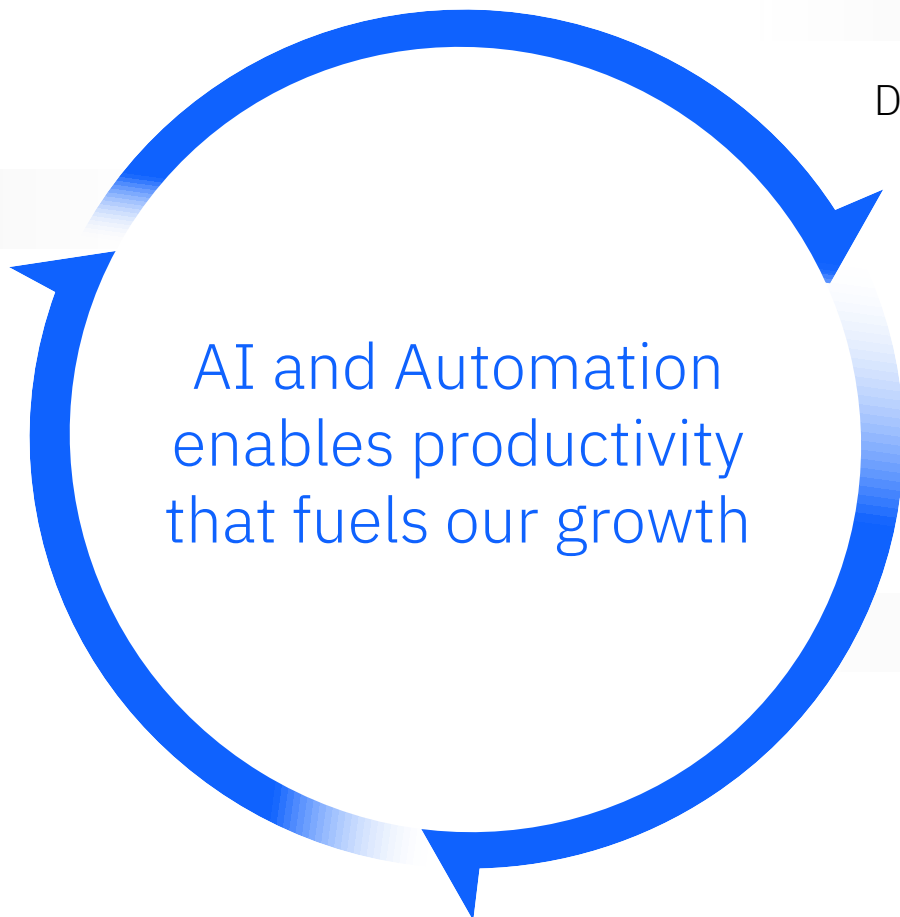 D
AI and Automation
enables productivity
that fuels our growth